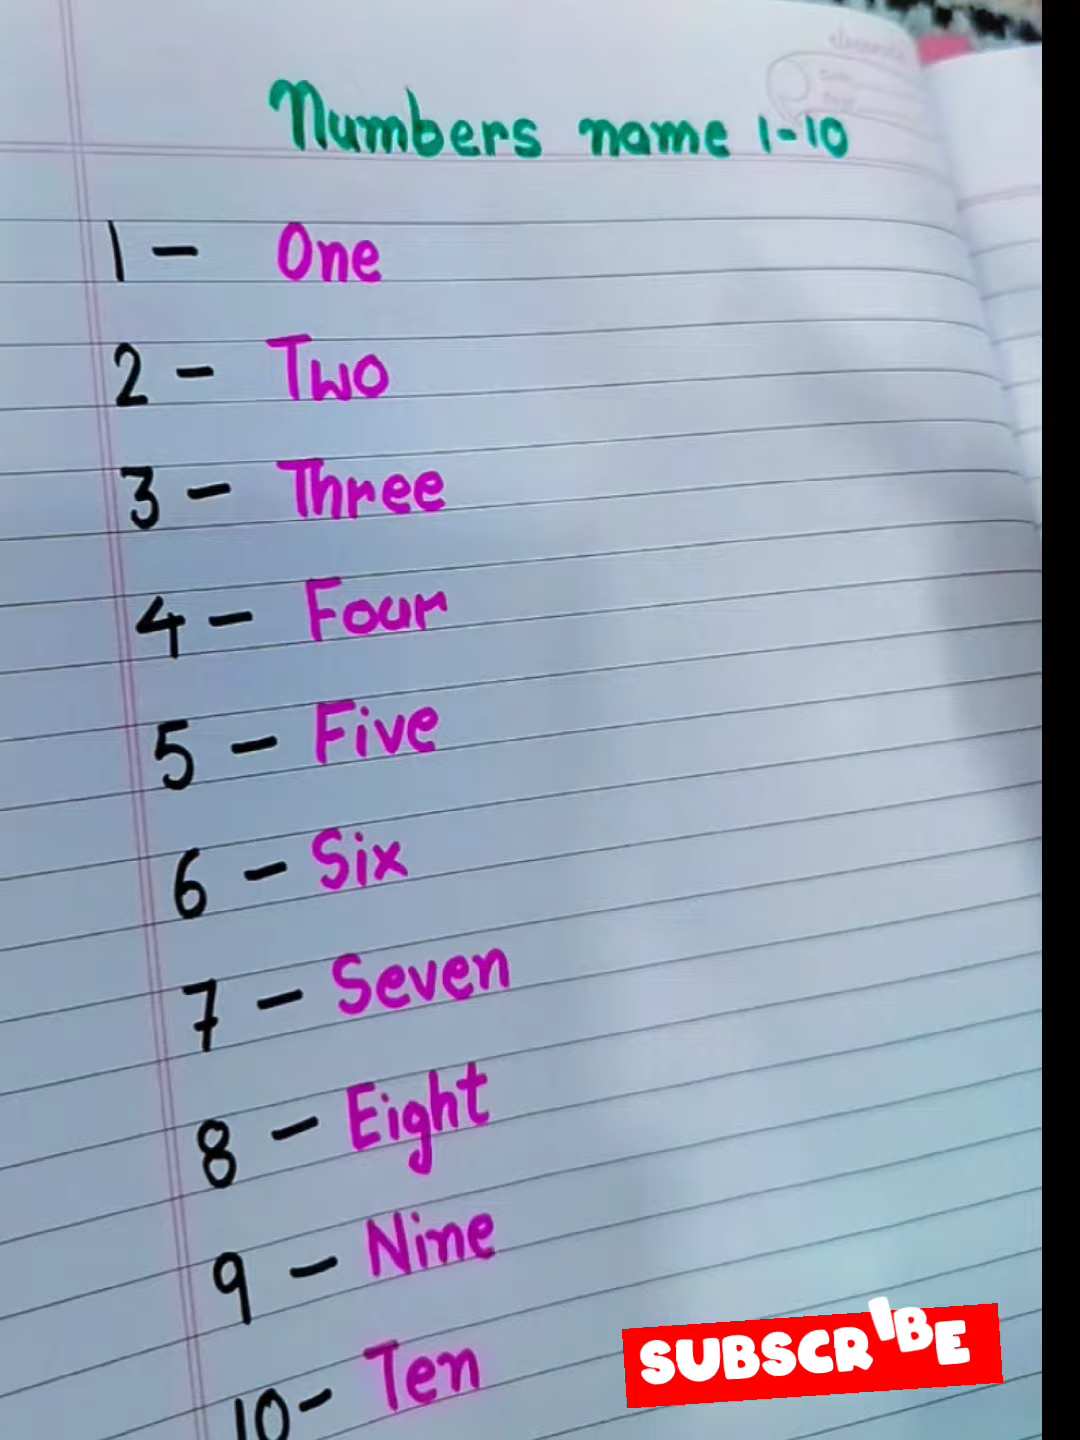 Numbers name 1-10
1 - One
2 - Two
3 - Three
4 - Four
5 - Five
6 - Six
7 - Seven
8 - Eight
9 - Nine
10- Ten
SUBSCRIBE